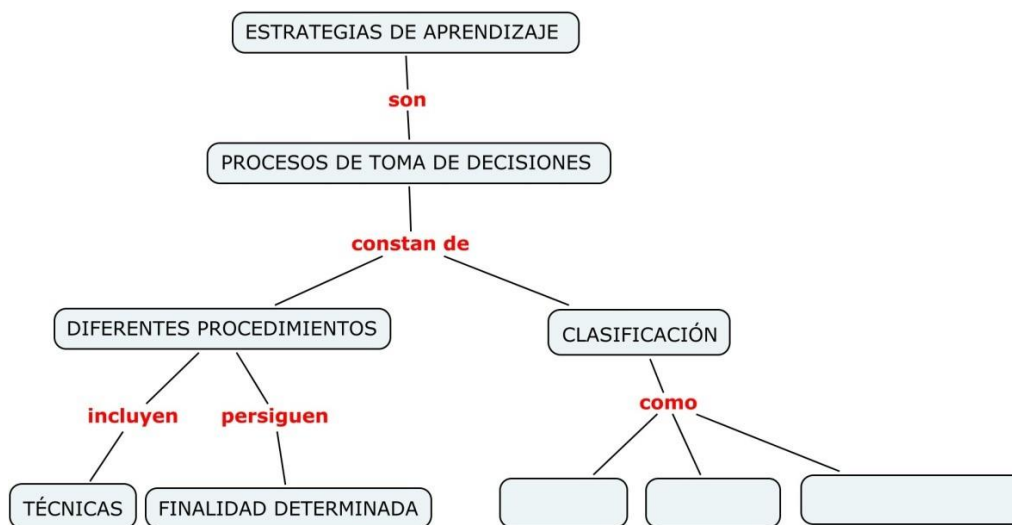 ESTRATEGIAS DE APRENDIZAJE
son
PROCESOS DE TOMA DE DECISIONES
constan de
DIFERENTES PROCEDIMIENTOS
CLASIFICACIÓN
incluyen
persiguen
como
TÉCNICAS
FINALIDAD DETERMINADA